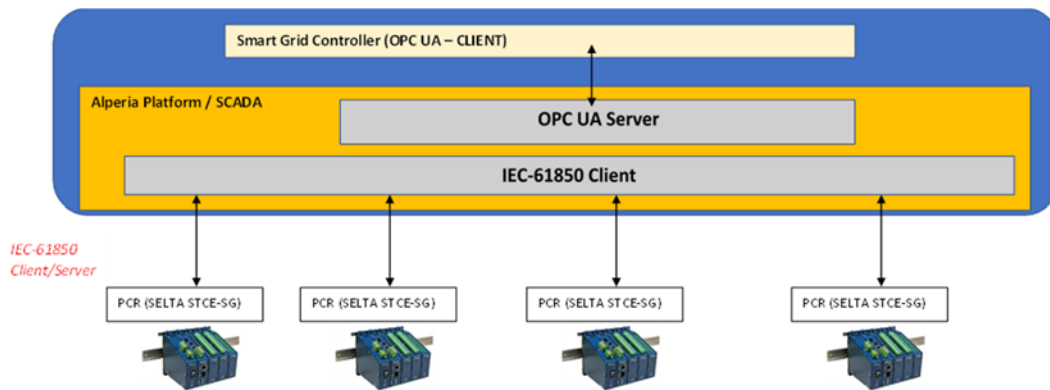 Smart Grid Controller (OPC UA – CLIENT)
Alperia Platform / SCADA
OPC UA Server
IEC-61850 Client
IEC-61850
Client/Server
PCR (SELTA STCE-SG)
PCR (SELTA STCE-SG)
PCR (SELTA STCE-SG)
PCR (SELTA STCE-SG)